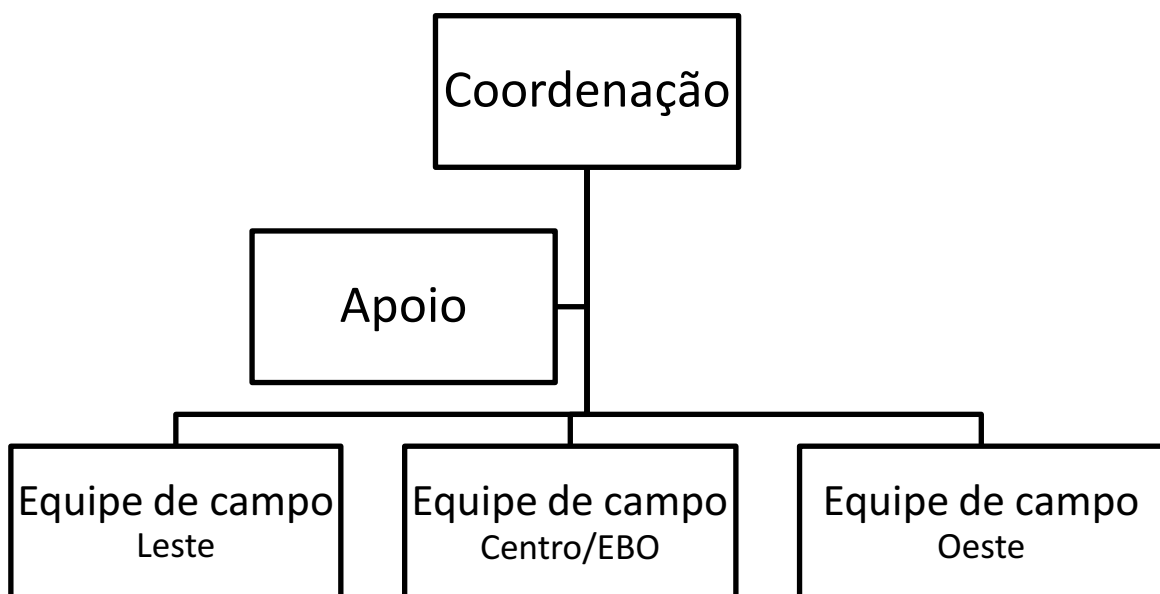 Coordenação
Apoio
Equipe de campo
Leste
Equipe de campo
Centro/EBO
Equipe de campo
Oeste